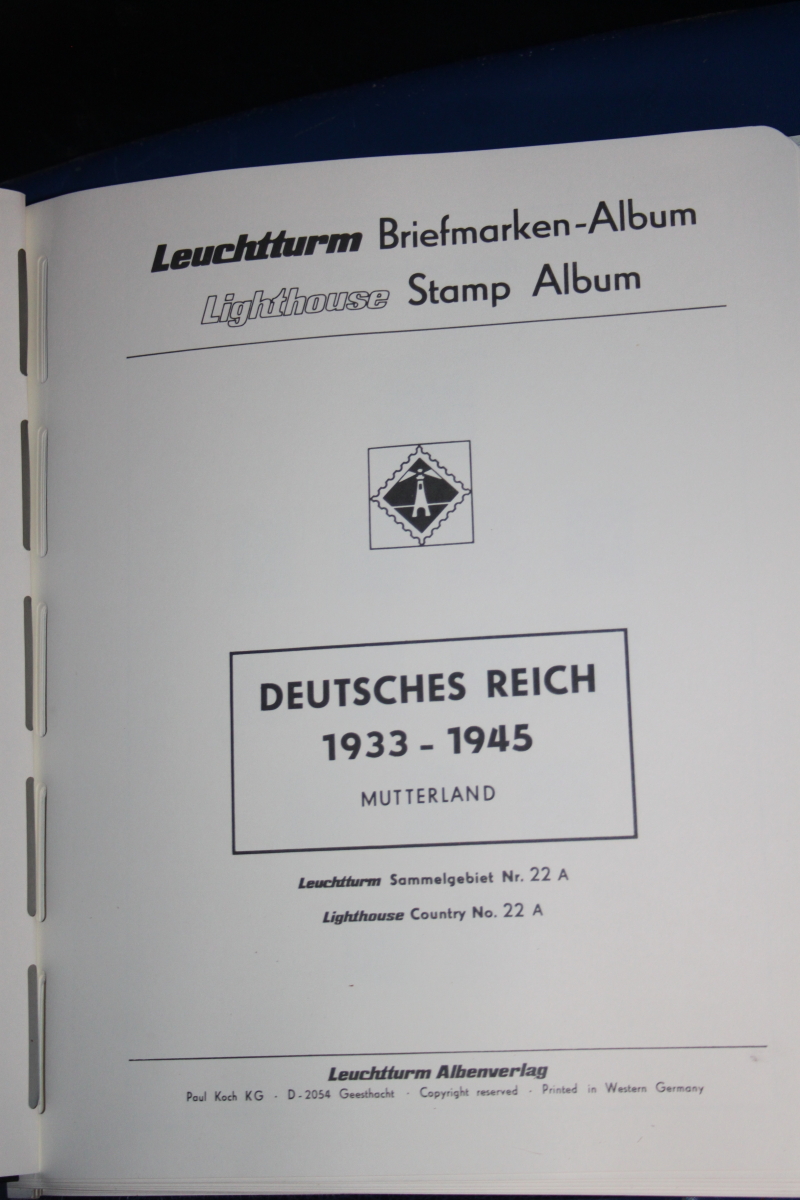 Leuchtturm Briefmarken-Album
Lighthouse Stamp Album
DEUTSCHES REICH
1933 - 1945
MUTTERLAND
Leuchtturm Sammelgebiet Nr. 22 A
Lighthouse Country No. 22 A
Leuchtturm Albenverlag
Paul Koch KG · D-2054 Geesthacht · Copyright reserved · Printed in Western Germany